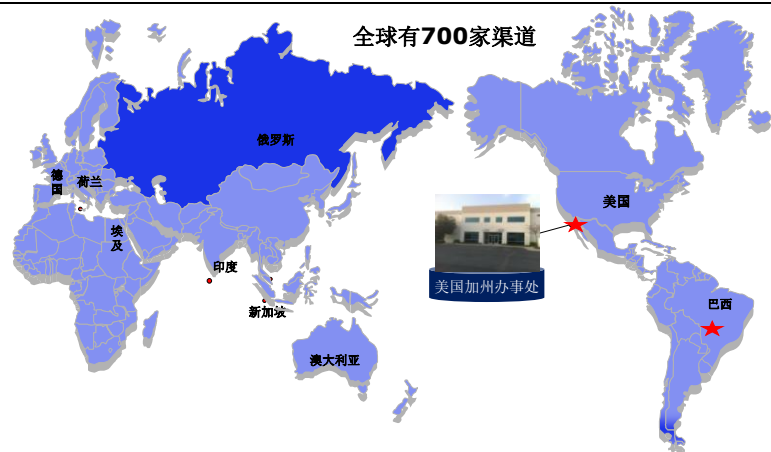 全球有700家渠道
俄罗斯
德
国
荷兰
美国
埃
及
印度
美国加州办事处
巴西
新加坡
澳大利亚